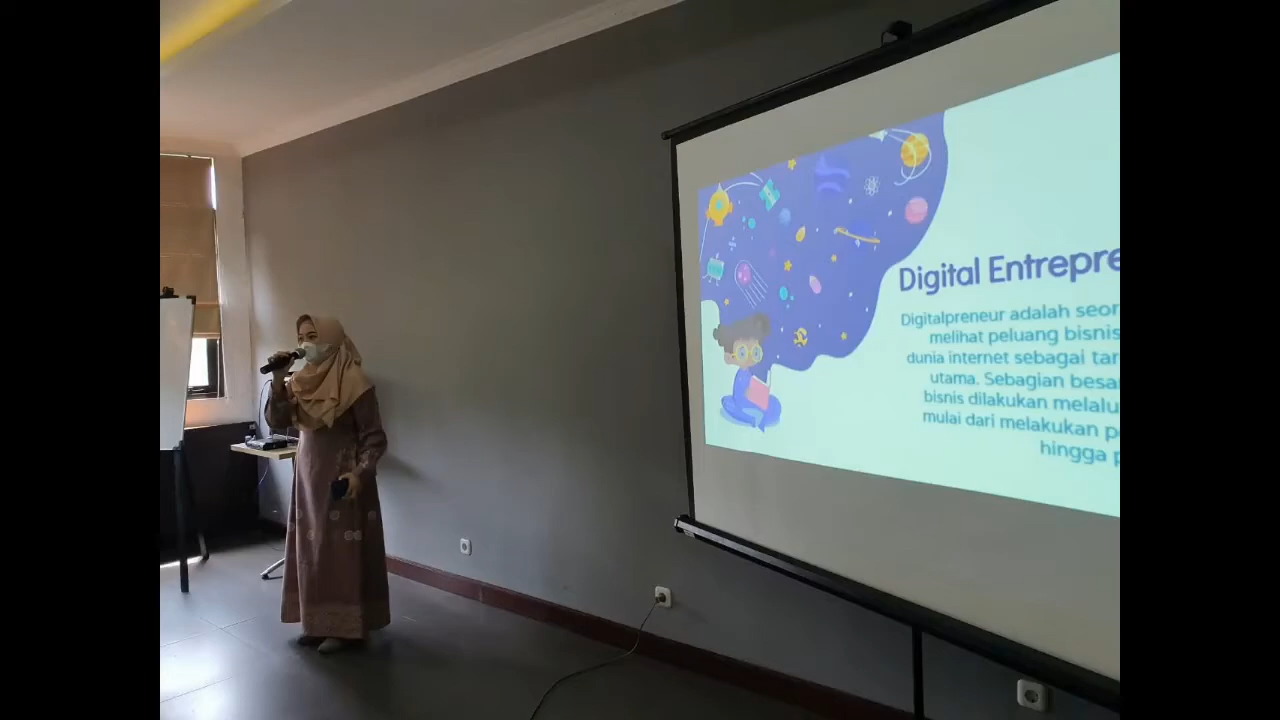 Digital Entrepre
Digitalpreneur adalah seor
melihat peluang bisnis
dunia internet sebagai tar
utama. Sebagian besa
bisnis dilakukan melalu
mulai dari melakukan p
hingga p